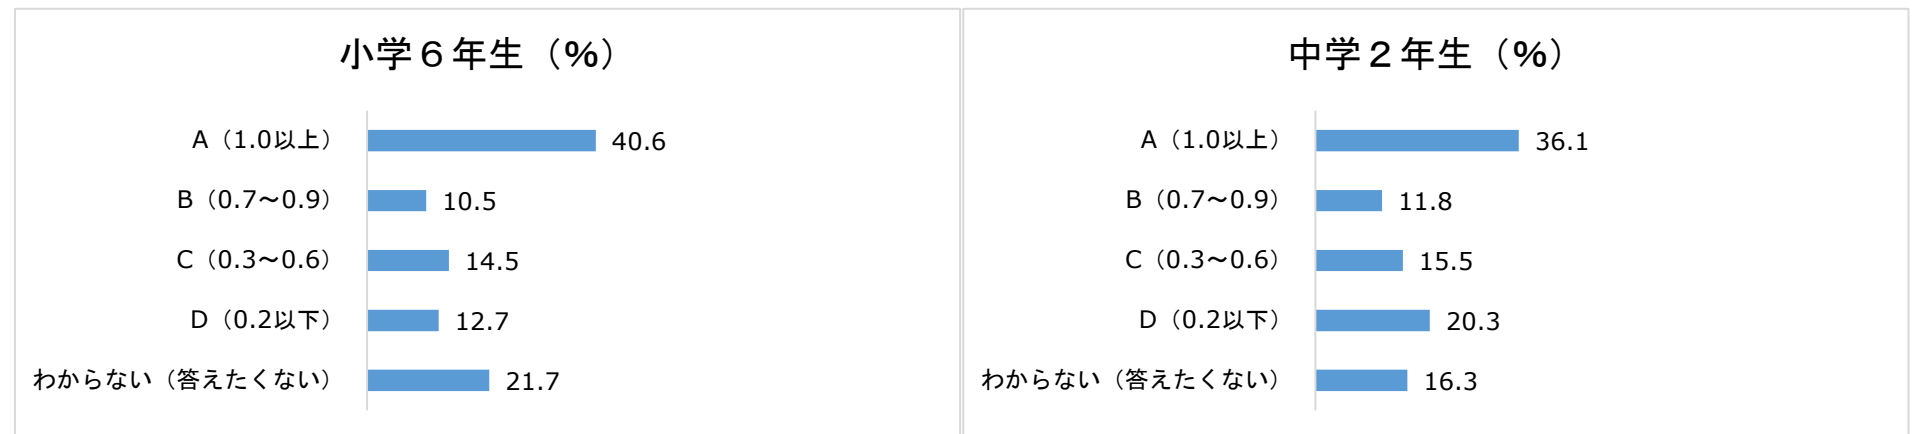 小学６年生（%）
A（1.0以上） 40.6
B（0.7～0.9） 10.5
C（0.3～0.6） 14.5
D（0.2以下） 12.7
わからない（答えたくない） 21.7
中学２年生（%）
A（1.0以上） 36.1
B（0.7～0.9） 11.8
C（0.3～0.6） 15.5
D（0.2以下） 20.3
わからない（答えたくない） 16.3